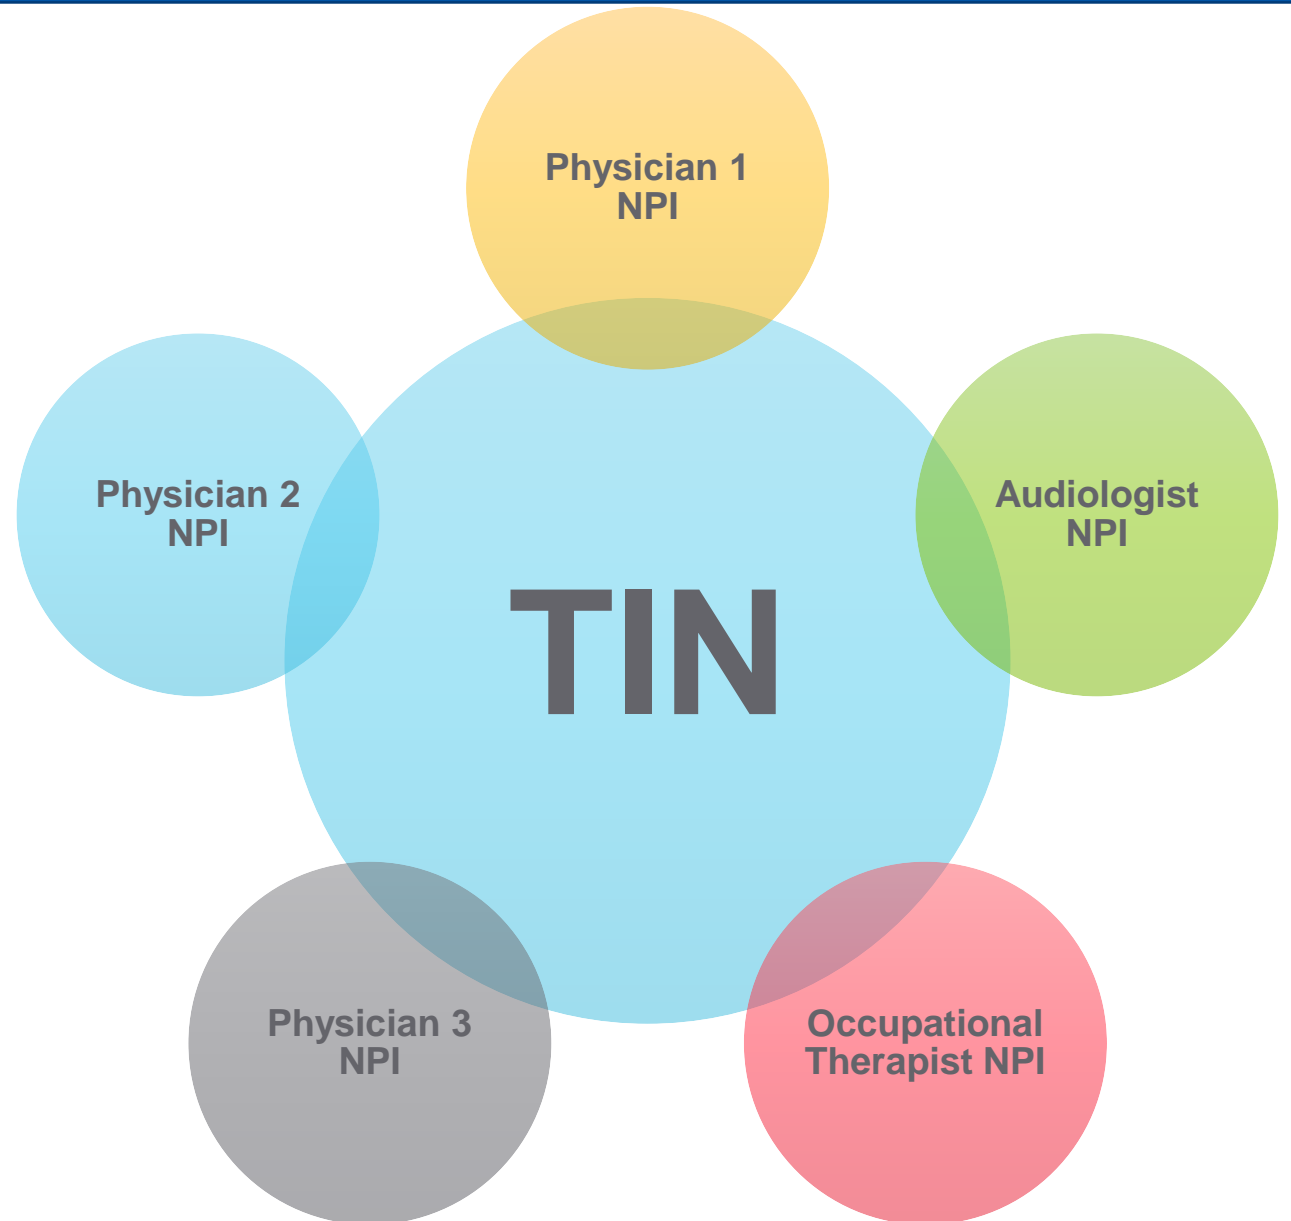 Physician 1
NPI
Physician 2
NPI
Audiologist
NPI
TIN
Physician 3
NPI
Occupational
Therapist NPI